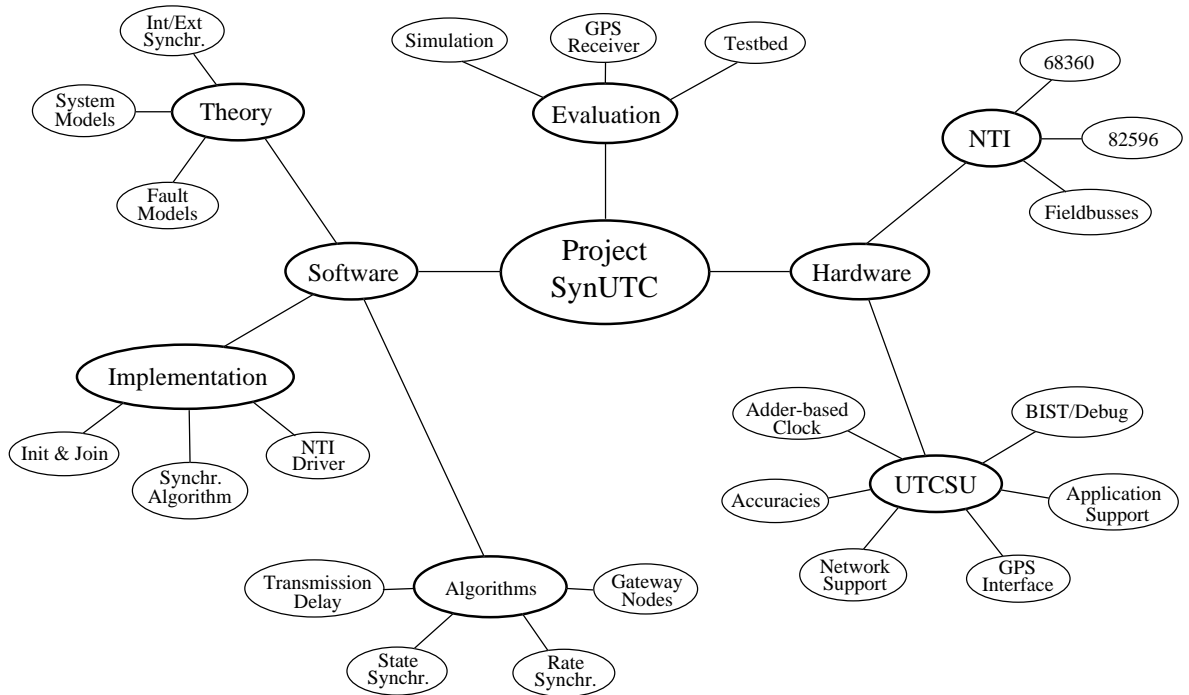 Int/Ext
Synchr.
System
Models
Theory
Fault
Models
Simulation
GPS
Receiver
Testbed
Evaluation
68360
NTI
82596
Fieldbusses
Project
SynUTC
Software
Hardware
Implementation
Init & Join
Synchr.
Algorithm
NTI
Driver
Transmission
Delay
Algorithms
Gateway
Nodes
State
Synchr.
Rate
Synchr.
Adder-based
Clock
BIST/Debug
UTCSU
Accuracies
Application
Support
Network
Support
GPS
Interface